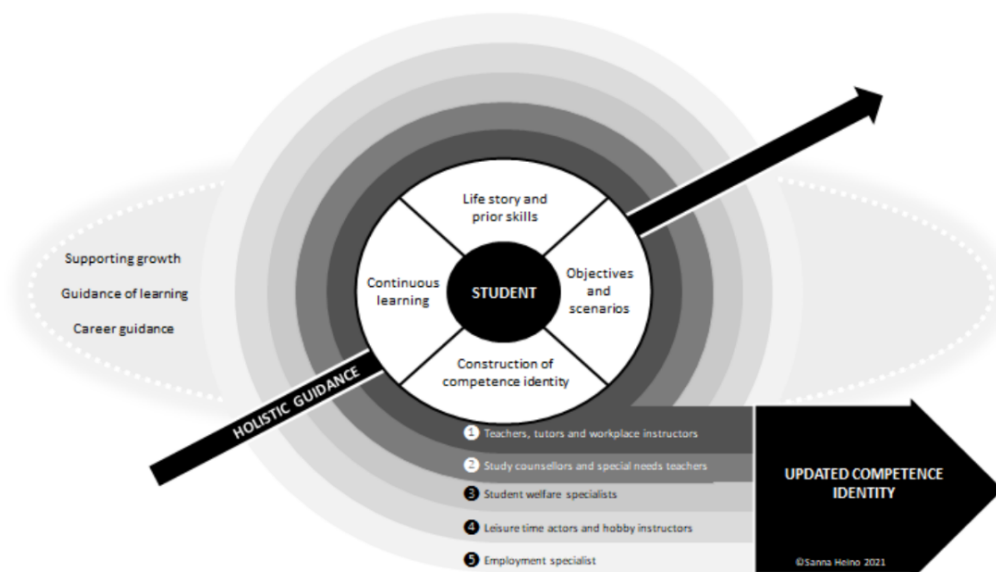 Life story and
prior skills
Supporting growth
Guidance of learning
Career guidance
Continuous
learning
STUDENT
Objectives
and
scenarios
Construction of
competence identity
HOLISTIC GUIDANCE
1 Teachers, tutors and workplace instructors
2 Study counsellors and special needs teachers
3 Student welfare specialists
4 Leisure time actors and hobby instructors
5 Employment specialist
UPDATED COMPETENCE
IDENTITY
©Sanna Heino 2021